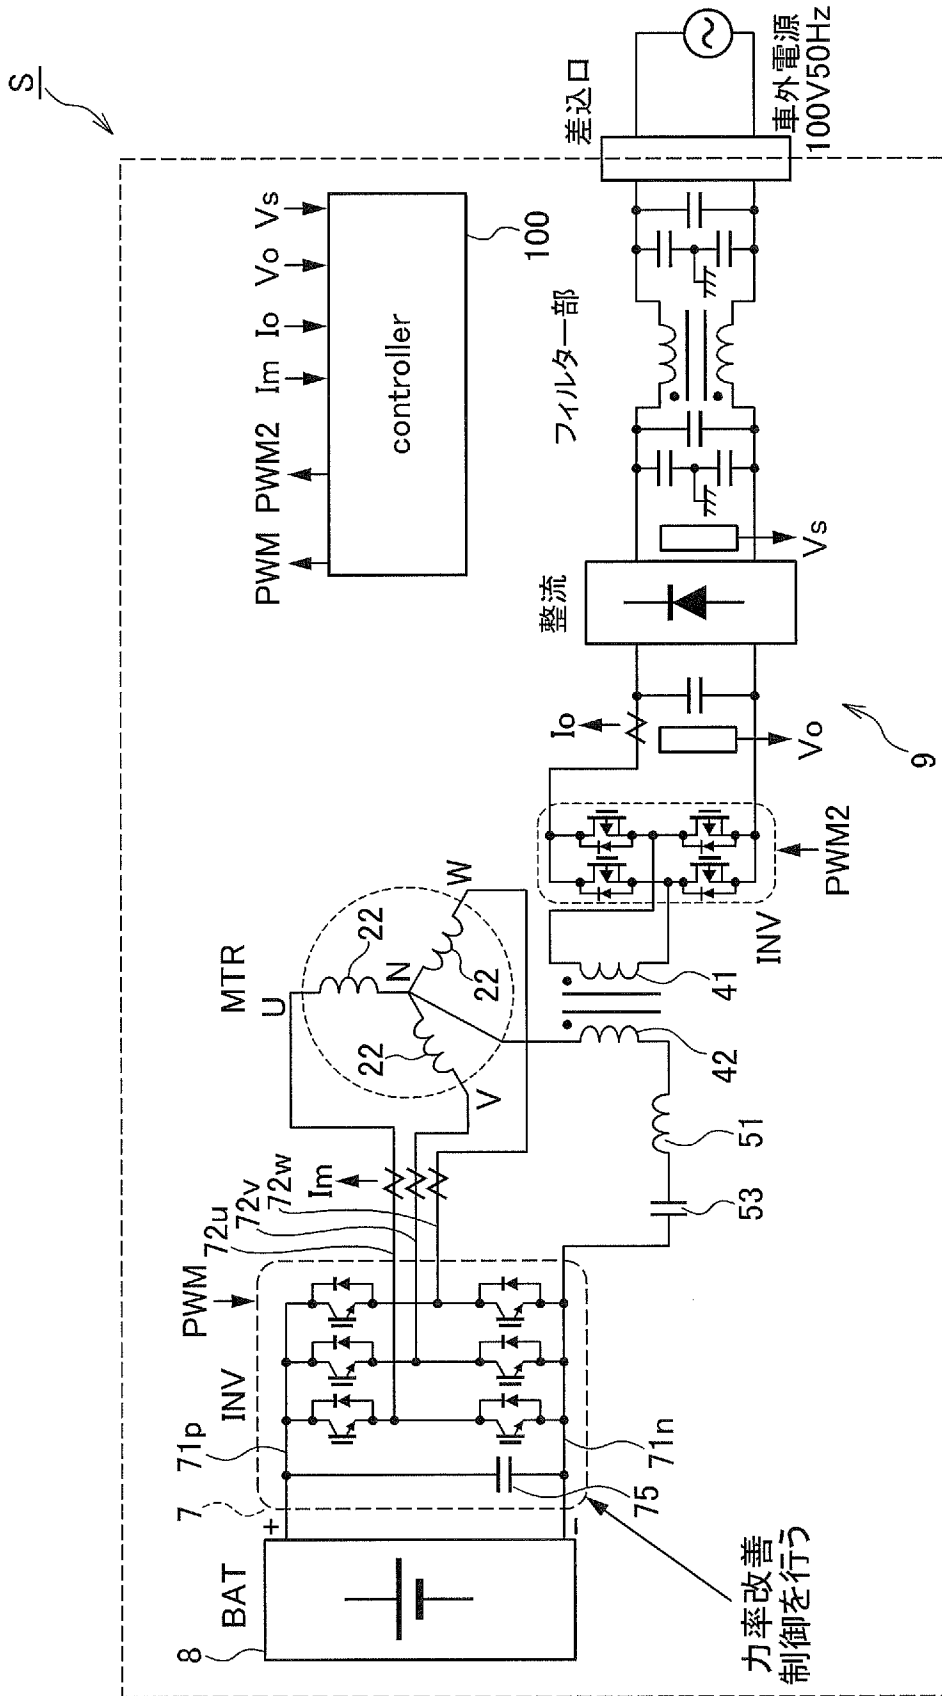 S
差込口
車外電源
100V50Hz
Vs
Vo
Io
Im
PWM2
PWM
controller
100
フィルター部
整流
Vs
Io
Vo
9
MTR
U
22
N
W
22
22
V
PWM2
INV
41
42
51
53
Im
72u
72v
72w
PWM
INV
71p
7
71n
75
+
-
BAT
8
力率改善
制御を行う